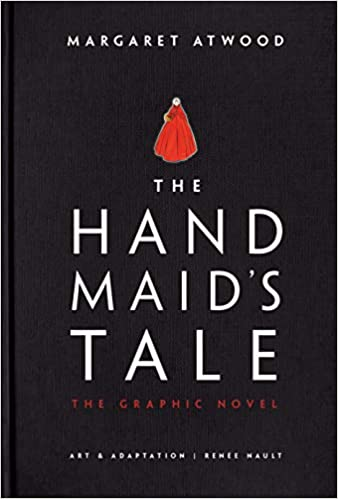 MARGARET ATWOOD
THE
HAND
MAID'S
TALE
THE GRAPHIC NOVEL
ART & ADAPTATION | RENÉE NAULT